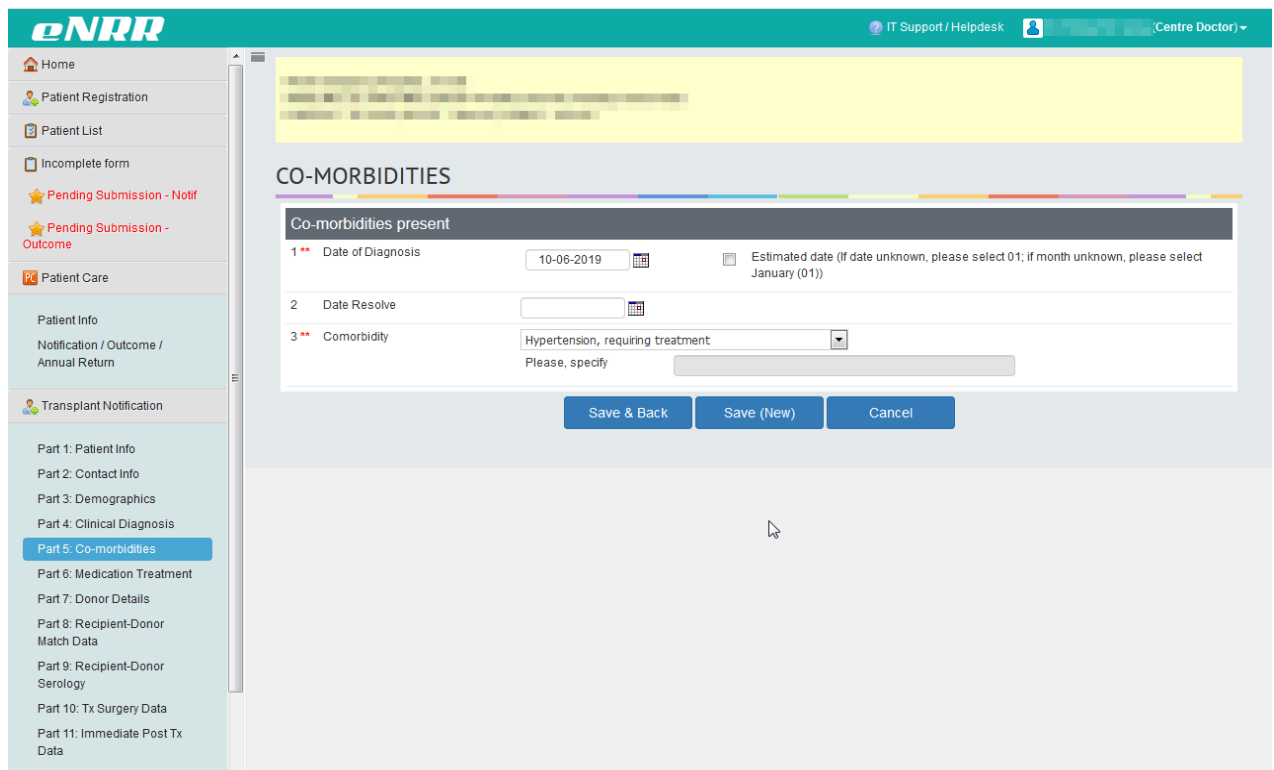 eNRR
IT Support / Helpdesk
(Centre Doctor)
Home
Patient Registration
Patient List
Incomplete form
Pending Submission - Notif
Pending Submission -
Outcome
PC Patient Care
Patient Info
Notification / Outcome /
Annual Return
Transplant Notification
Part 1: Patient Info
Part 2: Contact Info
Part 3: Demographics
Part 4: Clinical Diagnosis
Part 5: Co-morbidities
Part 6: Medication Treatment
Part 7: Donor Details
Part 8: Recipient-Donor
Match Data
Part 9: Recipient-Donor
Serology
Part 10: Tx Surgery Data
Part 11: Immediate Post Tx
Data
CO-MORBIDITIES
Co-morbidities present
1 ** Date of Diagnosis
10-06-2019
Estimated date (If date unknown, please select 01; if month unknown, please select
January (01))
2 Date Resolve
3 ** Comorbidity
Hypertension, requiring treatment
Please, specify
Save & Back
Save (New)
Cancel